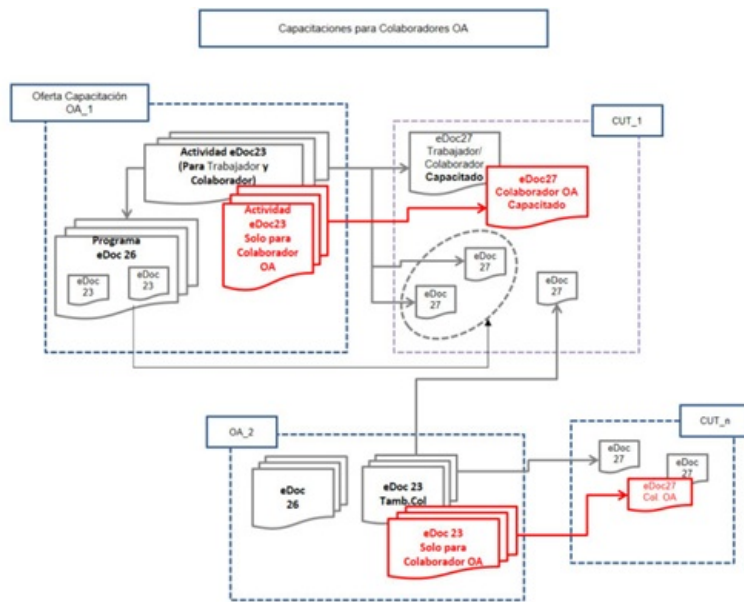 Capacitaciones para Colaboradores OA
Oferta Capacitación
OA_1
CUT_1
Actividad eDoc23
(Para Trabajador y
Colaborador)
eDoc27
Trabajador/
Colaborador
Capacitado
eDoc27
Colaborador OA
Capacitado
Actividad
eDoc23
Solo para
Colaborador
OA
Programa
eDoc 26
eDoc
23
eDoc
23
eDoc
27
eDoc
27
eDoc
27
OA_2
CUT_n
eDoc
26
eDoc 23
Tamb.Col
eDoc 23
Solo para
Colaborador OA
eDoc
27
eDoc
27
eDoc27
Col. OA